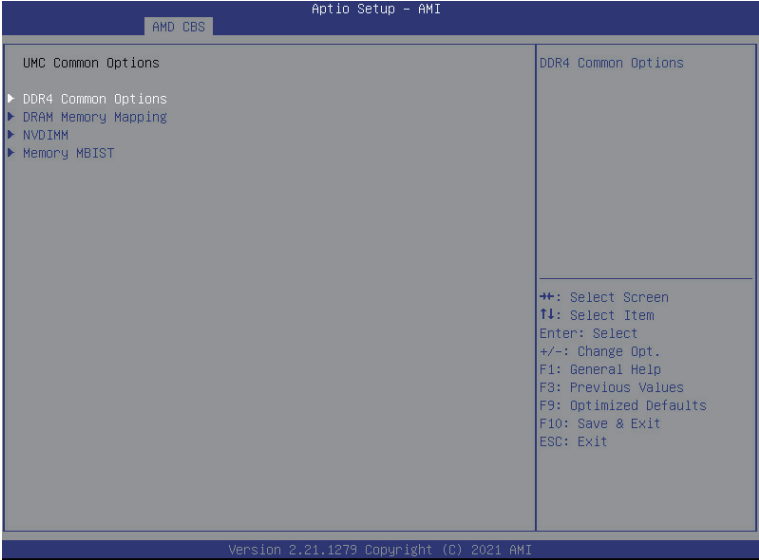 Aptio Setup – AMI
AMD CBS
UMC Common Options
DDR4 Common Options
DRAM Memory Mapping
NVDIMM
Memory MBIST
DDR4 Common Options
→←: Select Screen
↑↓: Select Item
Enter: Select
+/-: Change Opt.
F1: General Help
F3: Previous Values
F9: Optimized Defaults
F10: Save & Exit
ESC: Exit
Version 2.21.1279 Copyright (C) 2021 AMI